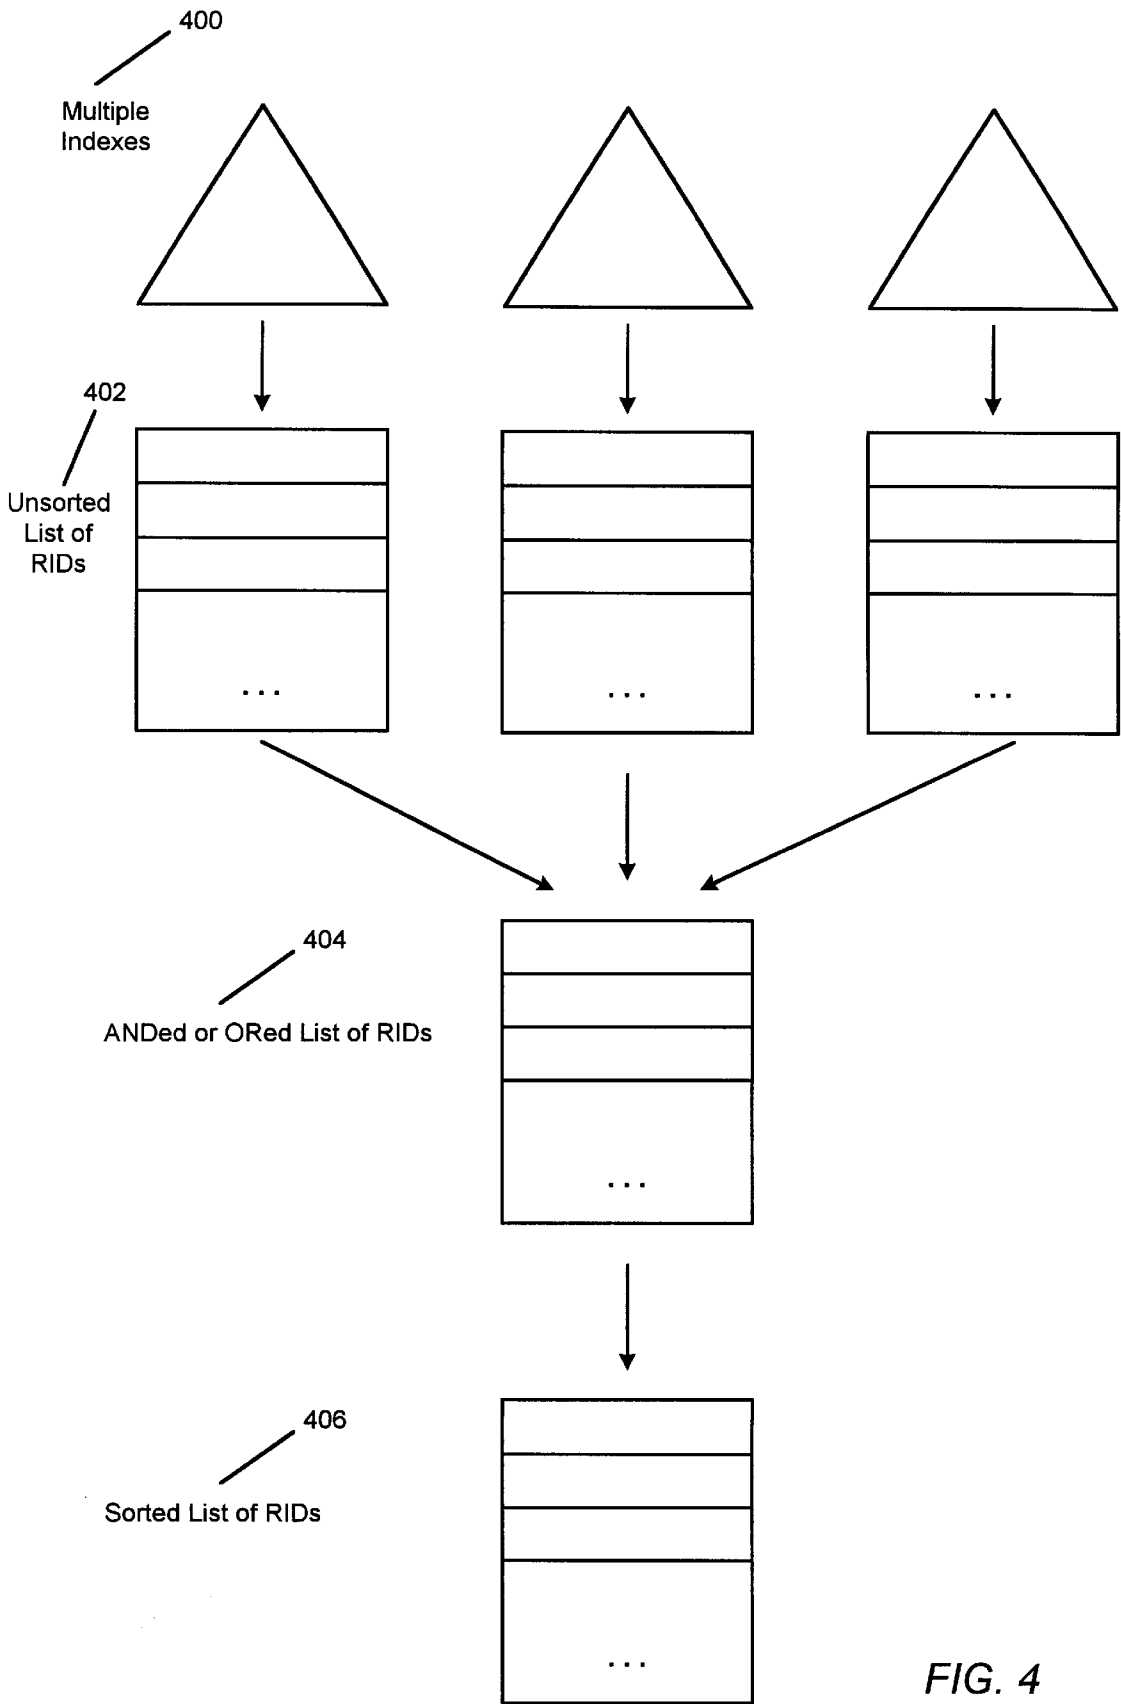 400
Multiple
Indexes
402
Unsorted
List of
RIDs
...
...
...
404
ANDed or ORed List of RIDs
...
406
Sorted List of RIDs
...
FIG. 4